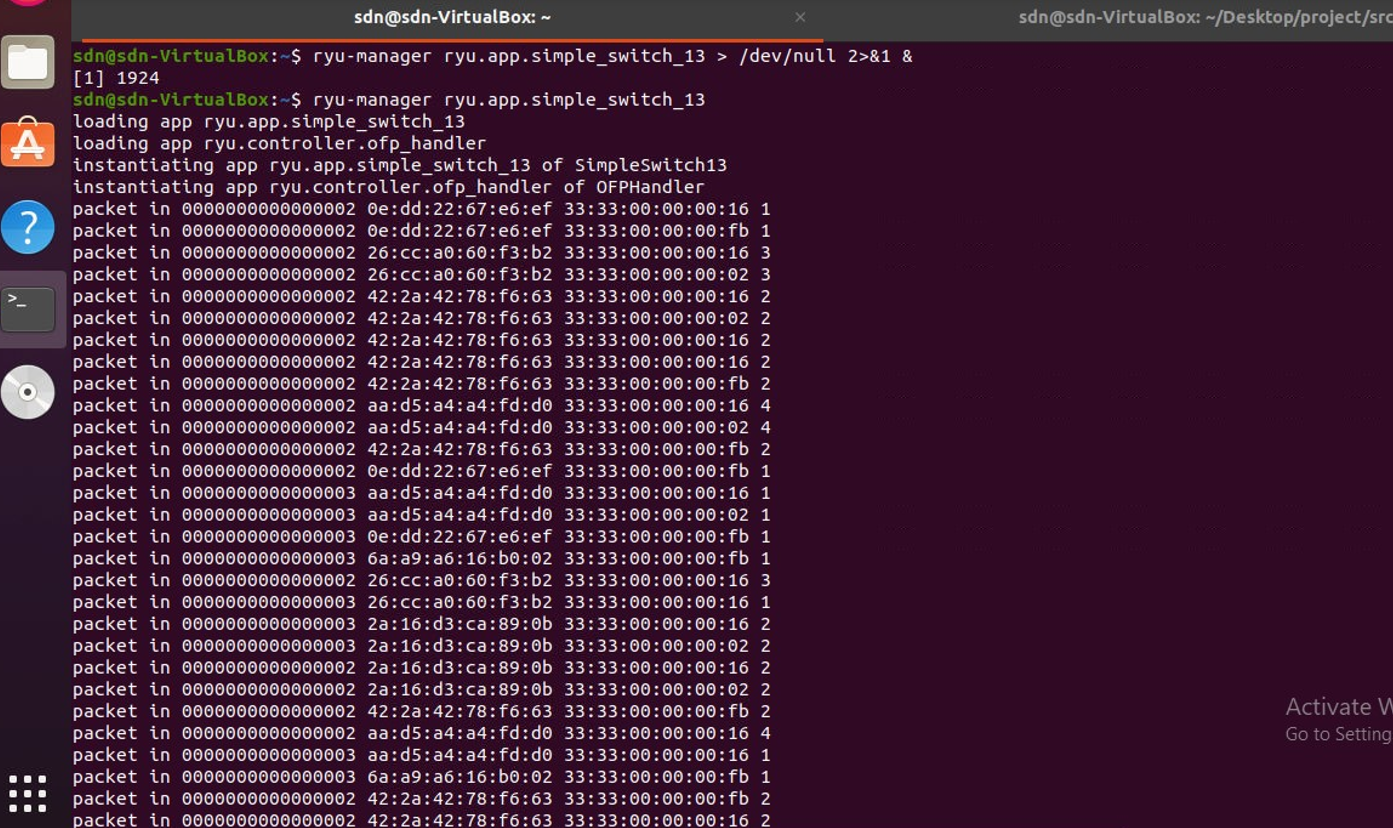 sdn@sdn-VirtualBox: ~ ×
sdn@sdn-VirtualBox: ~/Desktop/project/src
sdn@sdn-VirtualBox:~$ ryu-manager ryu.app.simple_switch_13 > /dev/null 2>&1 &
[1] 1924
sdn@sdn-VirtualBox:~$ ryu-manager ryu.app.simple_switch_13
loading app ryu.app.simple_switch_13
loading app ryu.controller.ofp_handler
instantiating app ryu.app.simple_switch_13 of SimpleSwitch13
instantiating app ryu.controller.ofp_handler of OFPHandler
packet in 0000000000000002 0e:dd:22:67:e6:ef 33:33:00:00:00:16 1
packet in 0000000000000002 0e:dd:22:67:e6:ef 33:33:00:00:00:fb 1
packet in 0000000000000002 26:cc:a0:60:f3:b2 33:33:00:00:00:16 3
packet in 0000000000000002 26:cc:a0:60:f3:b2 33:33:00:00:00:02 3
packet in 0000000000000002 42:2a:42:78:f6:63 33:33:00:00:00:16 2
packet in 0000000000000002 42:2a:42:78:f6:63 33:33:00:00:00:02 2
packet in 0000000000000002 42:2a:42:78:f6:63 33:33:00:00:00:16 2
packet in 0000000000000002 42:2a:42:78:f6:63 33:33:00:00:00:16 2
packet in 0000000000000002 42:2a:42:78:f6:63 33:33:00:00:00:fb 2
packet in 0000000000000002 aa:d5:a4:a4:fd:d0 33:33:00:00:00:16 4
packet in 0000000000000002 aa:d5:a4:a4:fd:d0 33:33:00:00:00:02 4
packet in 0000000000000002 42:2a:42:78:f6:63 33:33:00:00:00:fb 2
packet in 0000000000000002 0e:dd:22:67:e6:ef 33:33:00:00:00:fb 1
packet in 0000000000000003 aa:d5:a4:a4:fd:d0 33:33:00:00:00:16 1
packet in 0000000000000003 aa:d5:a4:a4:fd:d0 33:33:00:00:00:02 1
packet in 0000000000000003 0e:dd:22:67:e6:ef 33:33:00:00:00:fb 1
packet in 0000000000000003 6a:a9:a6:16:b0:02 33:33:00:00:00:fb 1
packet in 0000000000000002 26:cc:a0:60:f3:b2 33:33:00:00:00:16 3
packet in 0000000000000003 26:cc:a0:60:f3:b2 33:33:00:00:00:16 1
packet in 0000000000000003 2a:16:d3:ca:89:0b 33:33:00:00:00:16 2
packet in 0000000000000003 2a:16:d3:ca:89:0b 33:33:00:00:00:02 2
packet in 0000000000000002 2a:16:d3:ca:89:0b 33:33:00:00:00:16 2
packet in 0000000000000002 2a:16:d3:ca:89:0b 33:33:00:00:00:02 2
packet in 0000000000000002 42:2a:42:78:f6:63 33:33:00:00:00:fb 2
packet in 0000000000000002 aa:d5:a4:a4:fd:d0 33:33:00:00:00:16 4
packet in 0000000000000003 aa:d5:a4:a4:fd:d0 33:33:00:00:00:16 1
packet in 0000000000000003 6a:a9:a6:16:b0:02 33:33:00:00:00:fb 1
packet in 0000000000000002 42:2a:42:78:f6:63 33:33:00:00:00:fb 2
packet in 0000000000000002 42:2a:42:78:f6:63 33:33:00:00:00:16 2
Activate W
Go to Setting